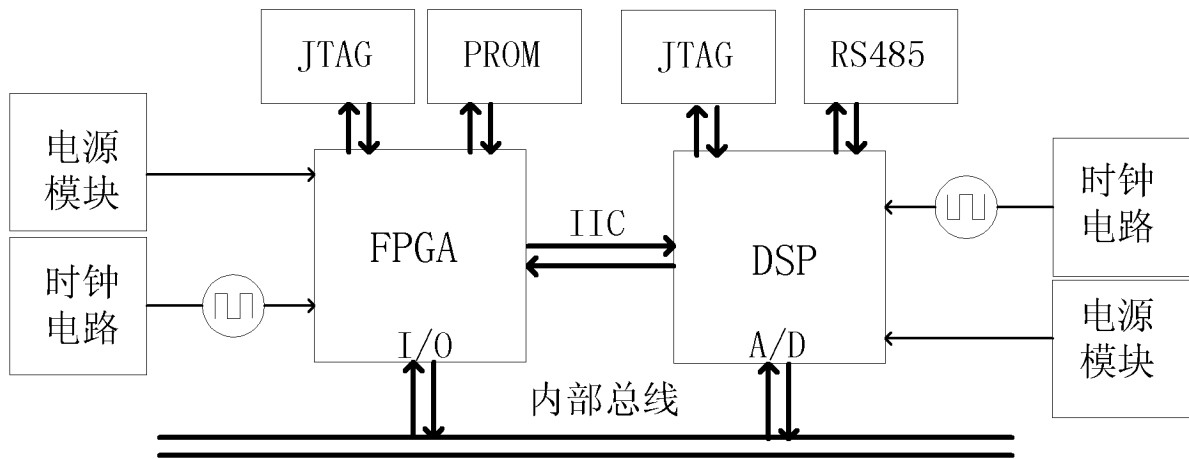 JTAG
PROM
JTAG
RS485
电源
模块
时钟
电路
FPGA
I/O
IIC
DSP
A/D
时钟
电路
电源
模块
内部总线